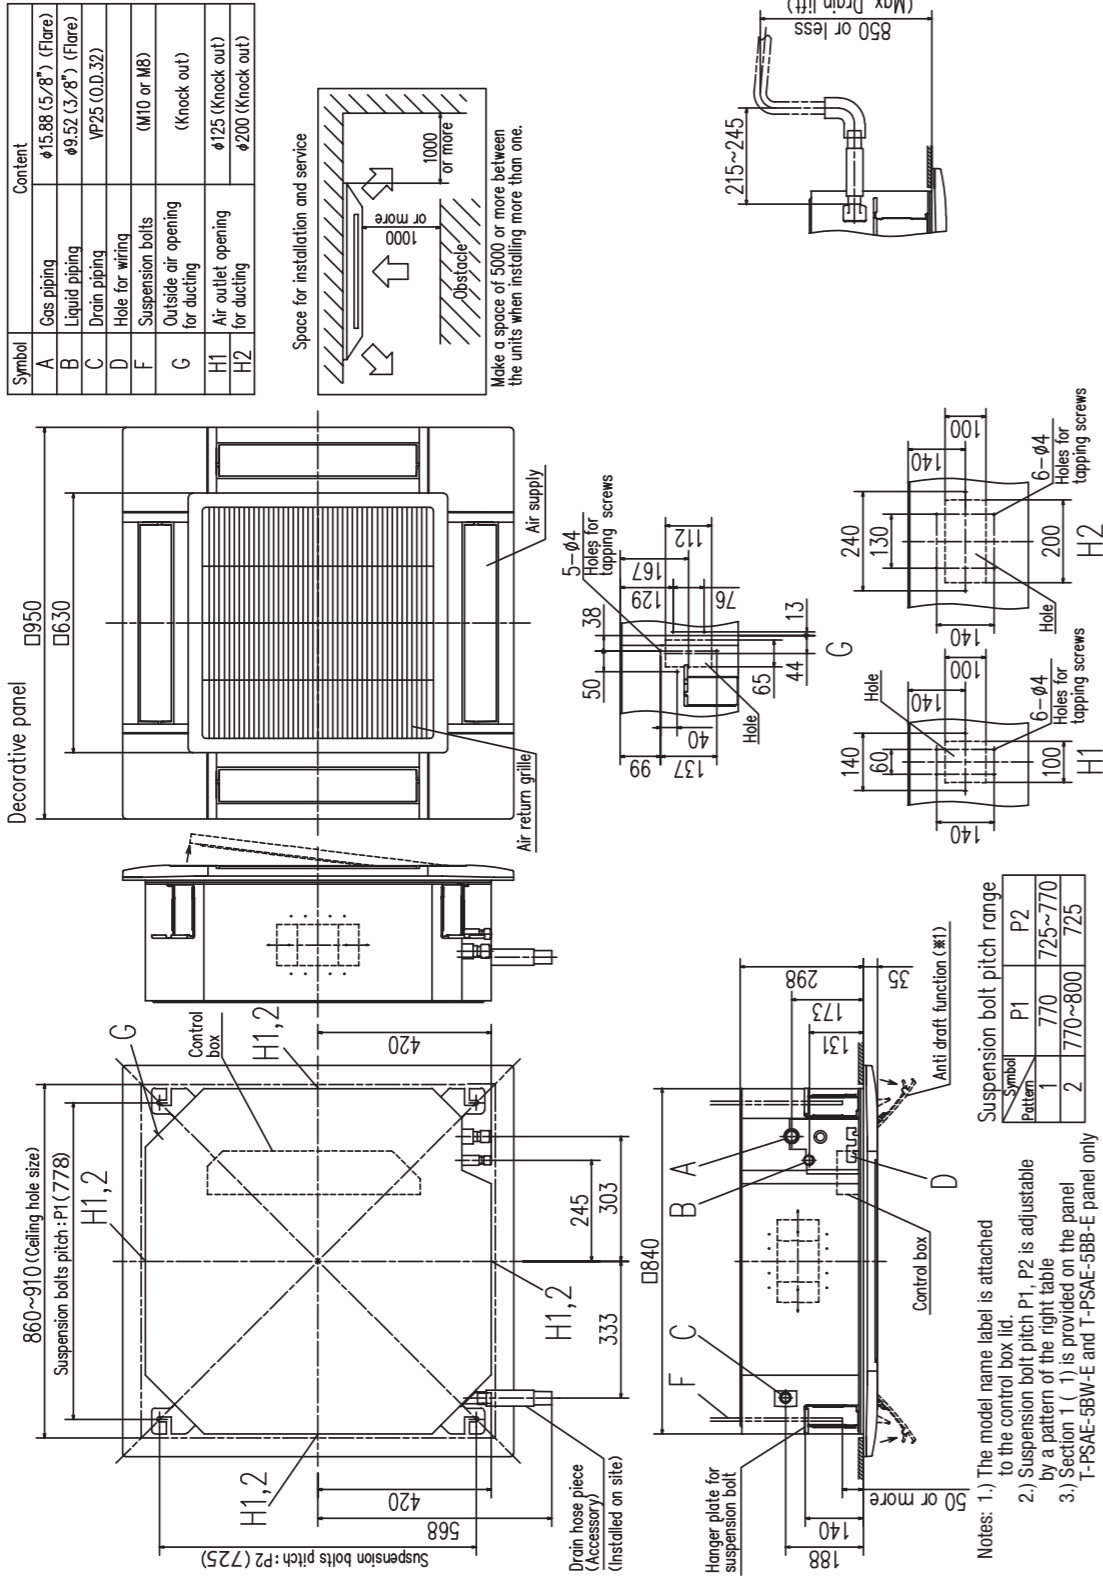 Symbol Content
A Gas piping ϕ15.88 (5/8") (Flare)
B Liquid piping ϕ9.52 (3/8") (Flare)
C Drain piping VP25 (O.D.32)
D Hole for wiring
F Suspension bolts (M10 or M8)
G Outside air opening for ducting (Knock out)
H1 Air outlet opening ϕ125 (Knock out)
H2 for ducting ϕ200 (Knock out)
Space for installation and service
1000
or more
1000
or more
Obstacle
Make a space of 5000 or more between
the units when installing more than one.
215~245
850 or less
(Max. Drain lift)
Decorative panel
□950
□630
Air supply
Air return grille
5-ø4
Holes for
tapping screws
38
50
129
167
112
76
13
44
65
40
99
137
Hole
G
140
60
140
100
140
100
Hole
6-ø4
Holes for
tapping screws
H1
240
130
140
100
140
200
Hole
6-ø4
Holes for
tapping screws
H2
860~910 (Ceiling hole size)
Suspension bolts pitch : P1 (778)
Suspension bolts pitch : P2 (725)
H1,2
H1,2
H1,2
H1,2
G
Control
box
420
420
568
245
303
333
Drain hose piece
(Accessory)
(Installed on site)
□840
298
173
131
35
Anti draft function (※1)
A
B
C
D
F
Control box
Hanger plate for
suspension bolt
188
140
50 or more
Suspension bolt pitch range
Symbol
Pattern
P1 P2
1 770 725~770
2 770~800 725
Notes: 1.) The model name label is attached
to the control box lid.
2.) Suspension bolt pitch P1, P2 is adjustable
by a pattern of the right table
3.) Section 1 ( 1) is provided on the panel
T-PSAE-5BW-E and T-PSAE-5BB-E panel only